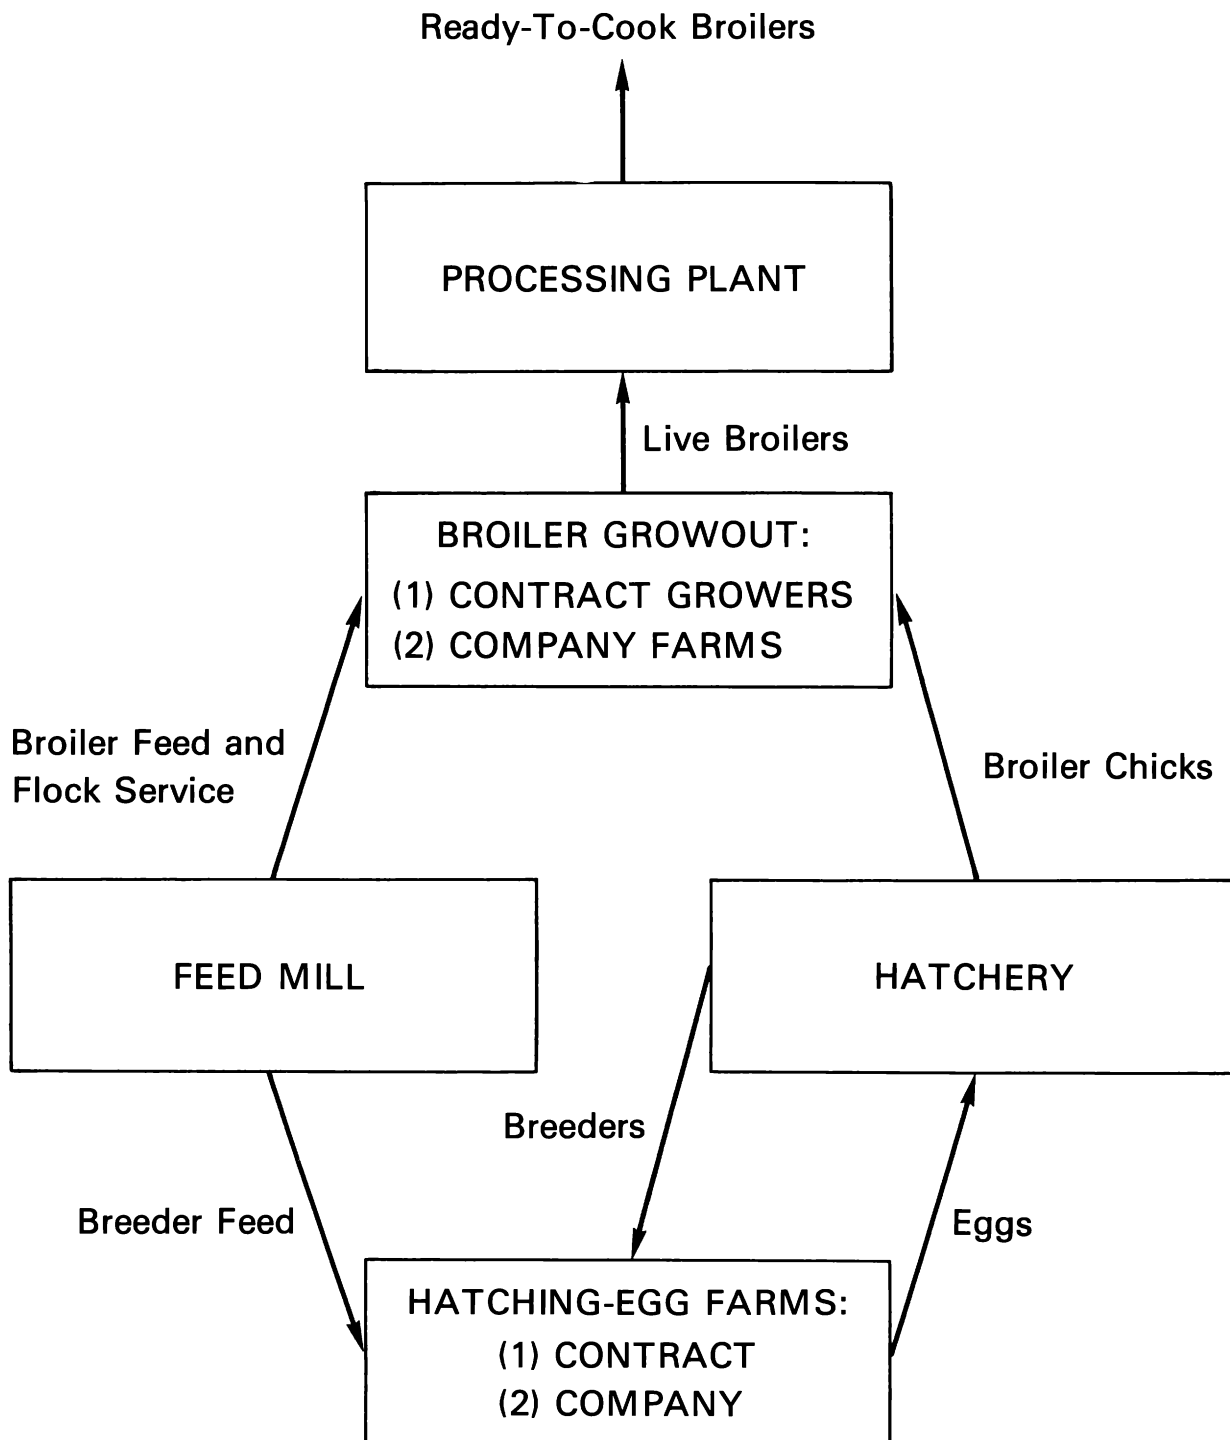 Ready-To-Cook Broilers
PROCESSING PLANT
Live Broilers
BROILER GROWOUT:
(1) CONTRACT GROWERS
(2) COMPANY FARMS
Broiler Feed and
Flock Service
Broiler Chicks
FEED MILL
HATCHERY
Breeders
Breeder Feed
Eggs
HATCHING-EGG FARMS:
(1) CONTRACT
(2) COMPANY